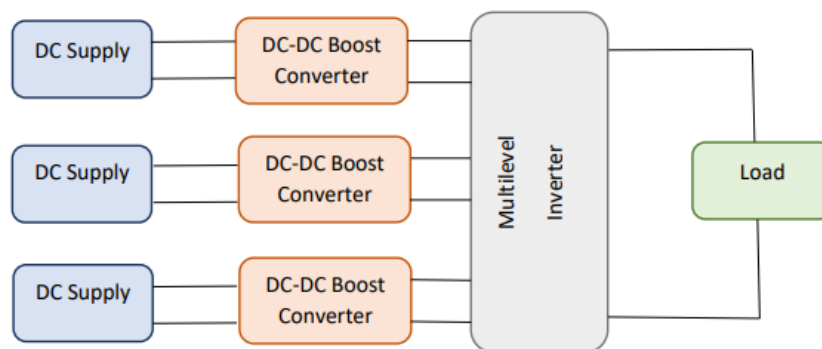 DC Supply
DC-DC Boost
Converter
DC Supply
DC-DC Boost
Converter
DC Supply
DC-DC Boost
Converter
Multilevel
Inverter
Load